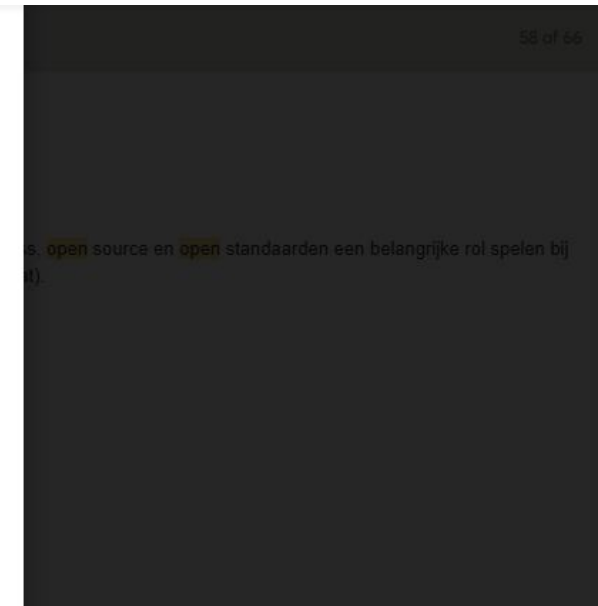 58 of 66
s. open source en open standaarden een belangrijke rol spelen bij
t).